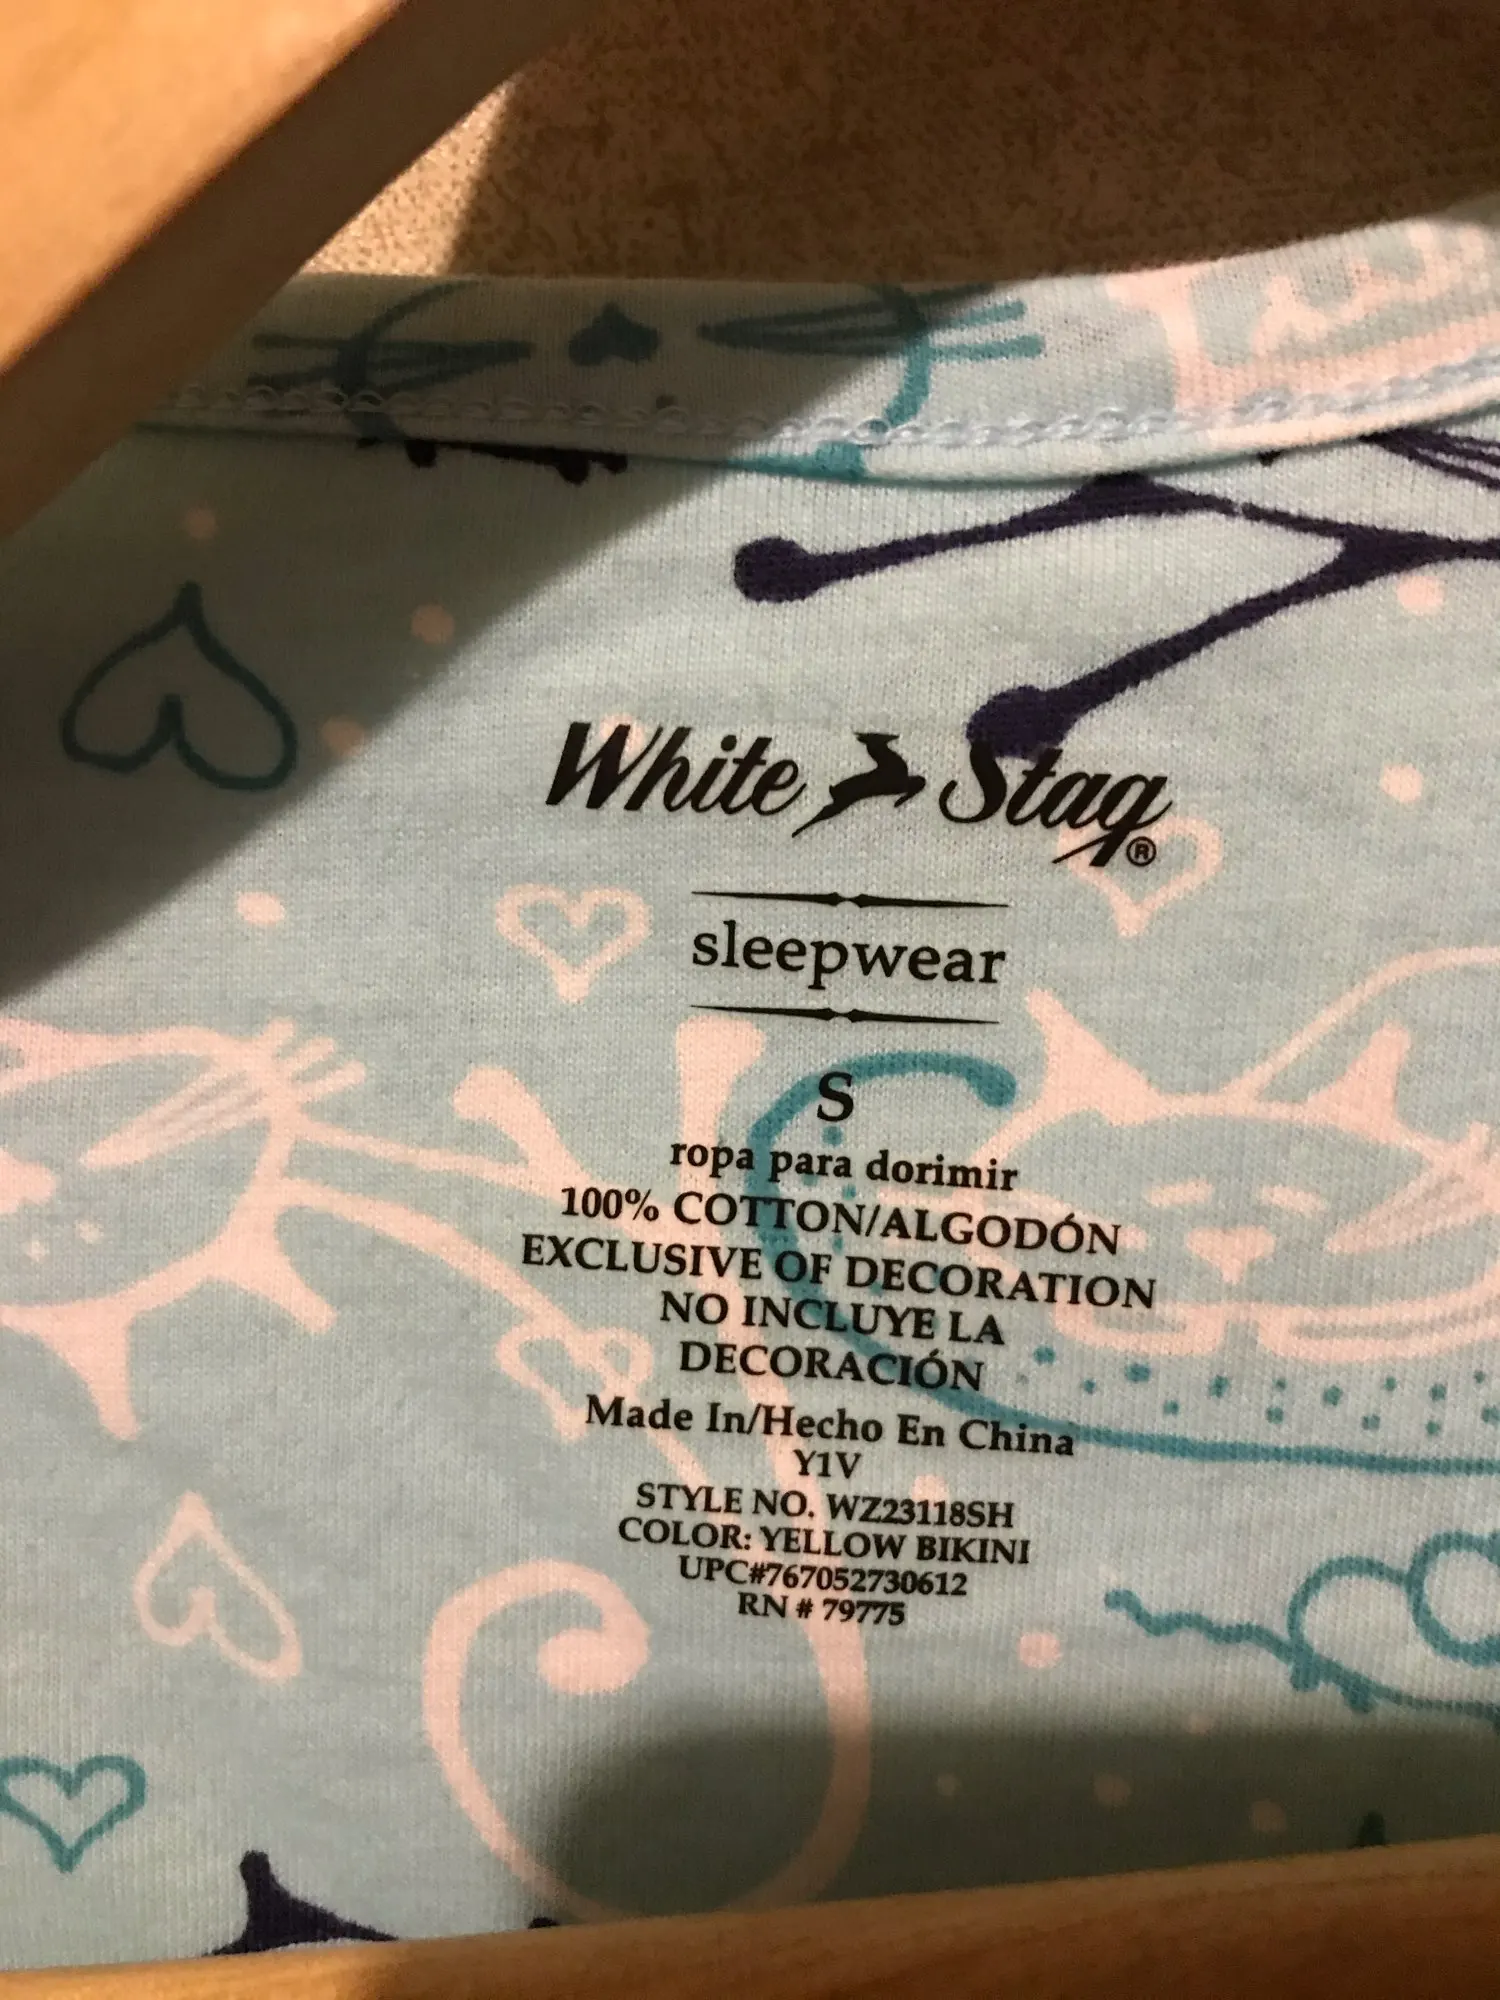 White Stag®
sleepwear
S
ropa para dorimir
100% COTTON/ALGODÓN
EXCLUSIVE OF DECORATION
NO INCLUYE LA
DECORACIÓN
Made In/Hecho En China
Y1V
STYLE NO. WZ23118SH
COLOR: YELLOW BIKINI
UPC#767052730612
RN # 79775